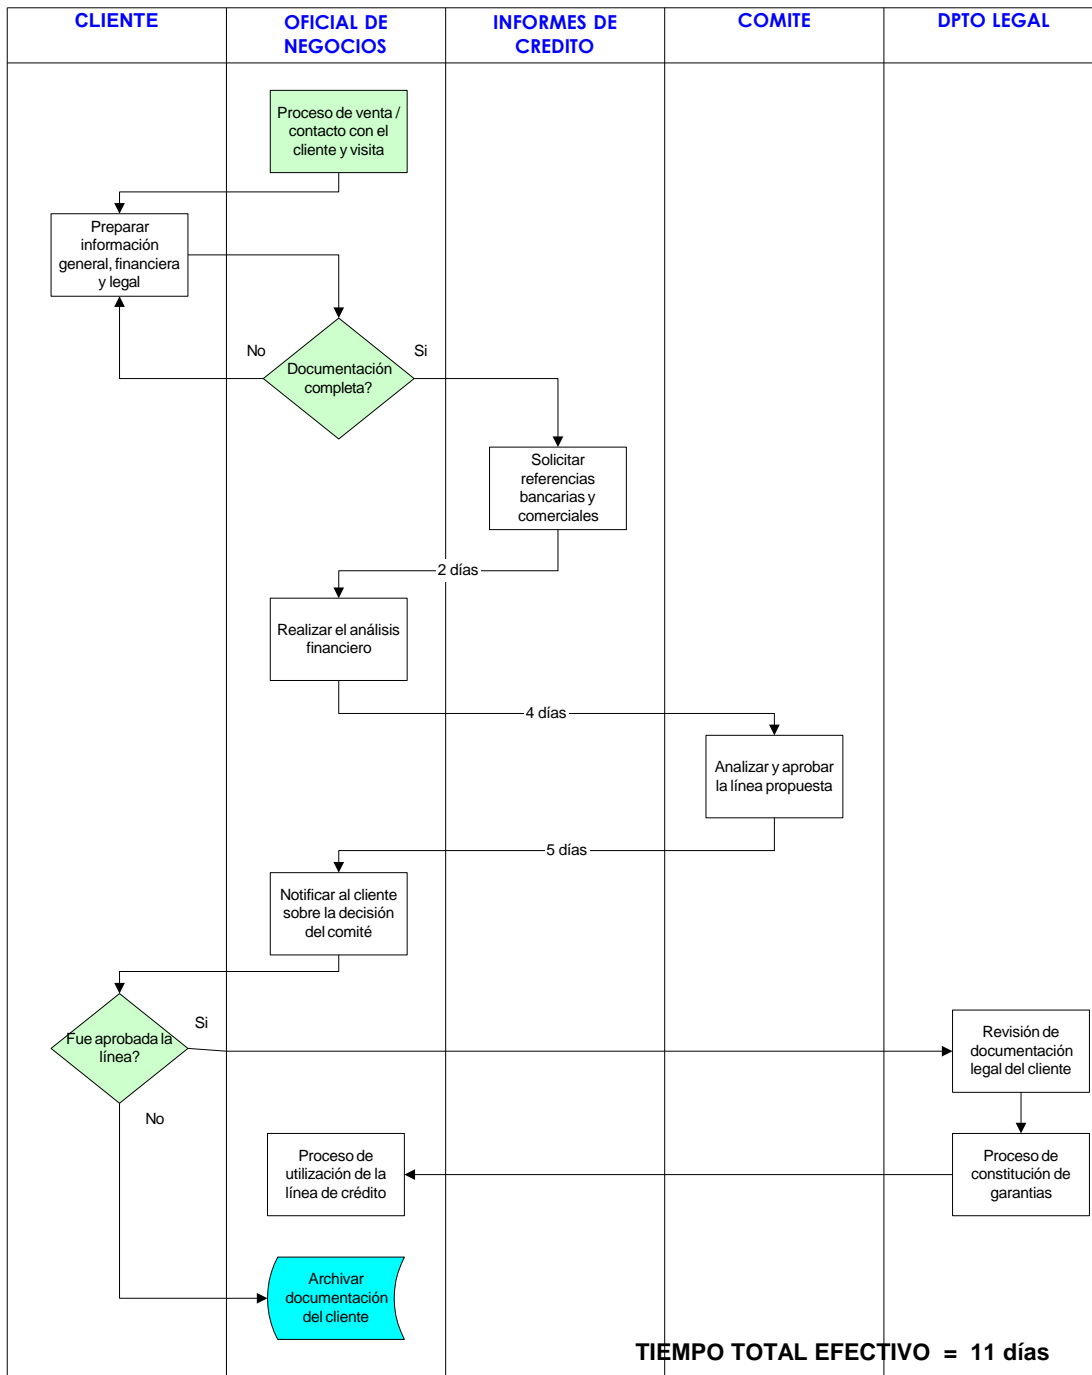 CLIENTE
OFICIAL DE
NEGOCIOS
INFORMES DE
CREDITO
COMITE
DPTO LEGAL
Proceso de venta /
contacto con el
cliente y visita
Preparar
información
general, financiera
y legal
No
Si
Documentación
completa?
Solicitar
referencias
bancarias y
comerciales
2 días
Realizar el análisis
financiero
4 días
Analizar y aprobar
la línea propuesta
5 días
Notificar al cliente
sobre la decisión
del comité
Fue aprobada la
línea?
Si
No
Revisión de
documentación
legal del cliente
Proceso de
utilización de la
línea de crédito
Proceso de
constitución de
garantias
Archivar
documentación
del cliente
TIEMPO TOTAL EFECTIVO = 11 días